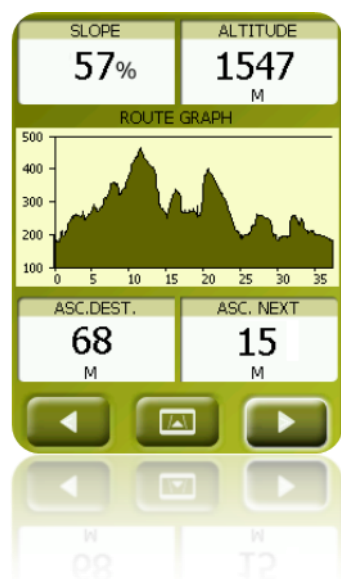 SLOPE ALTITUDE
57% 1547
M
ROUTE GRAPH
500
400
300
200
100
0 5 10 15 20 25 30 35
ASC.DEST. ASC. NEXT
68 15
M M